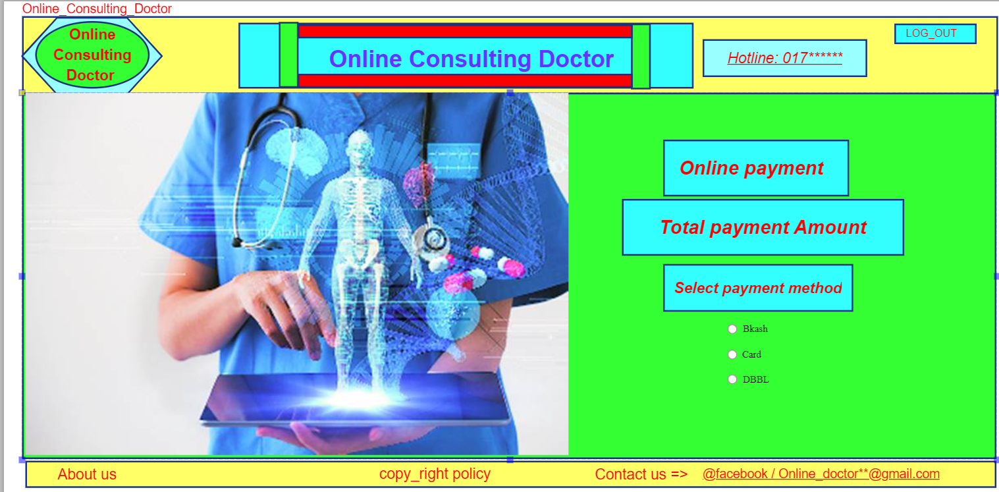 Online_Consulting_Doctor
Online
Consulting
Doctor
Online Consulting Doctor
Hotline: 017******
LOG_OUT
Online payment
Total payment Amount
Select payment method
Bkash
Card
DBBL
About us
copy_right policy
Contact us =>
@facebook / Online_doctor**@gmail.com